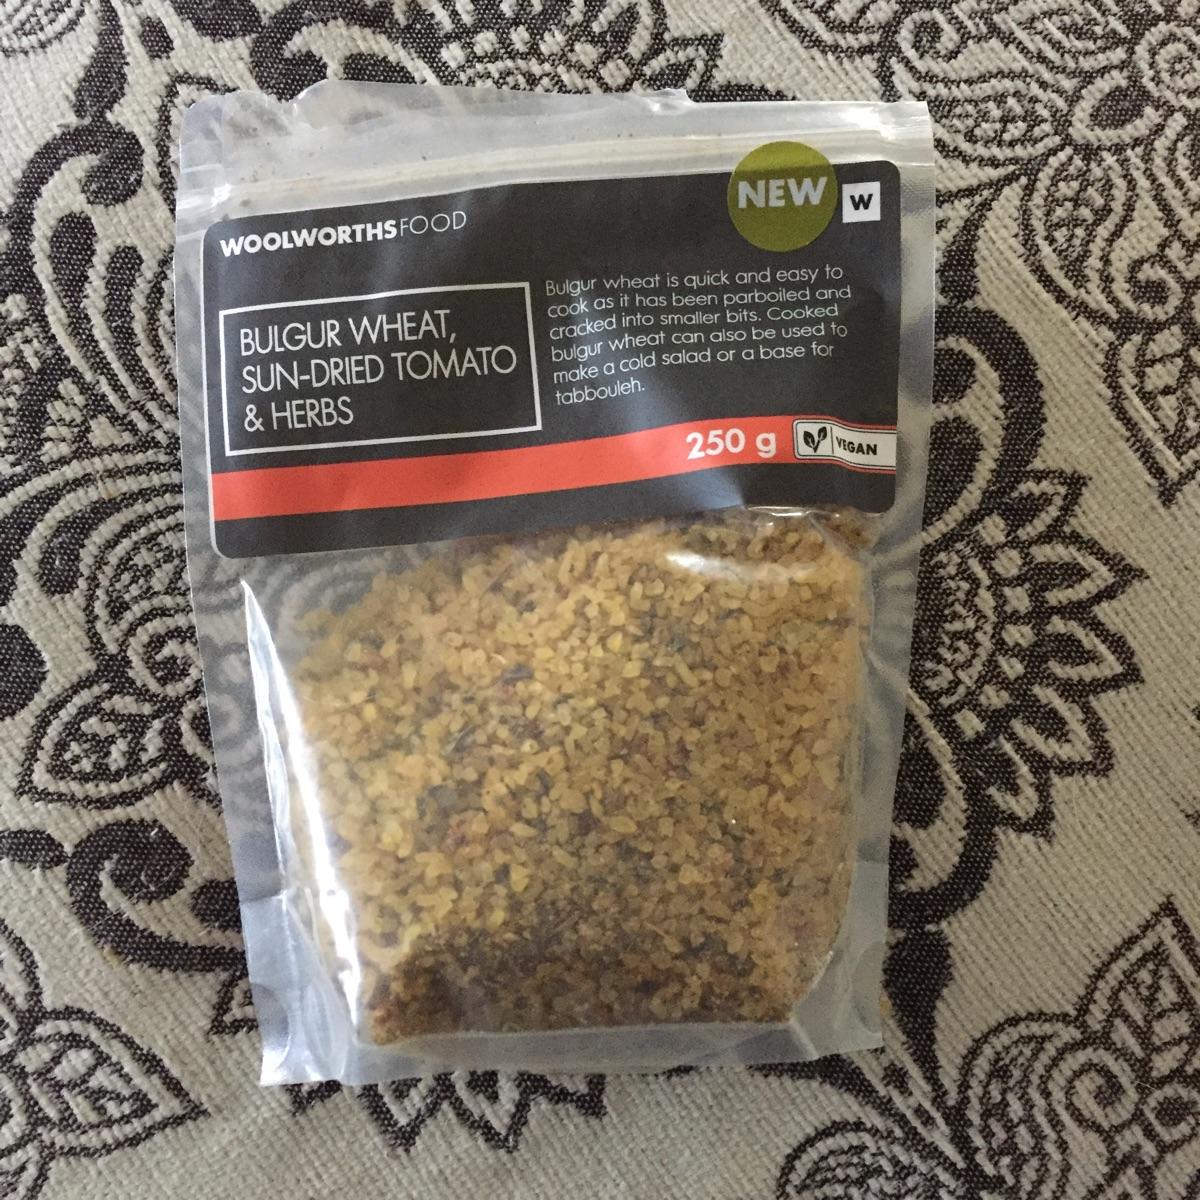 NEW
W
WOOLWORTHSFOOD
BULGUR WHEAT,
SUN-DRIED TOMATO
& HERBS
Bulgur wheat is quick and easy to
cook as it has been parboiled and
cracked into smaller bits. Cooked
bulgur wheat can also be used to
make a cold salad or a base for
tabbouleh.
250 g
VEGAN